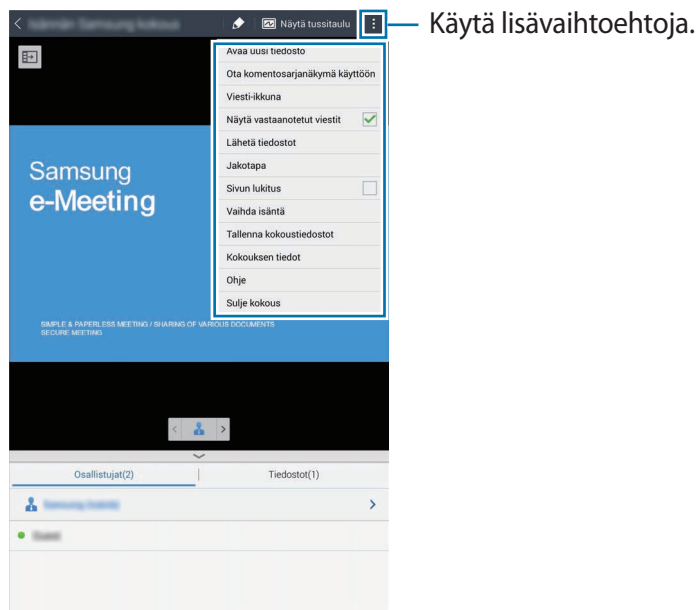 Näytä tussitaulu
Käytä lisävaihtoehtoja.
Avaa uusi tiedosto
Ota komentosarjanäkymä käyttöön
Viesti-ikkuna
Näytä vastaanotetut viestit
Lähetä tiedostot
Jakotapa
Sivun lukitus
Vaihda isäntä
Tallenna kokoustiedostot
Kokouksen tiedot
Ohje
Sulje kokous
Samsung
e-Meeting
SIMPLE & PAPERLESS MEETING / SHARING OF VARIOUS DOCUMENTS
SECURE MEETING
Osallistujat(2)
Tiedostot(1)